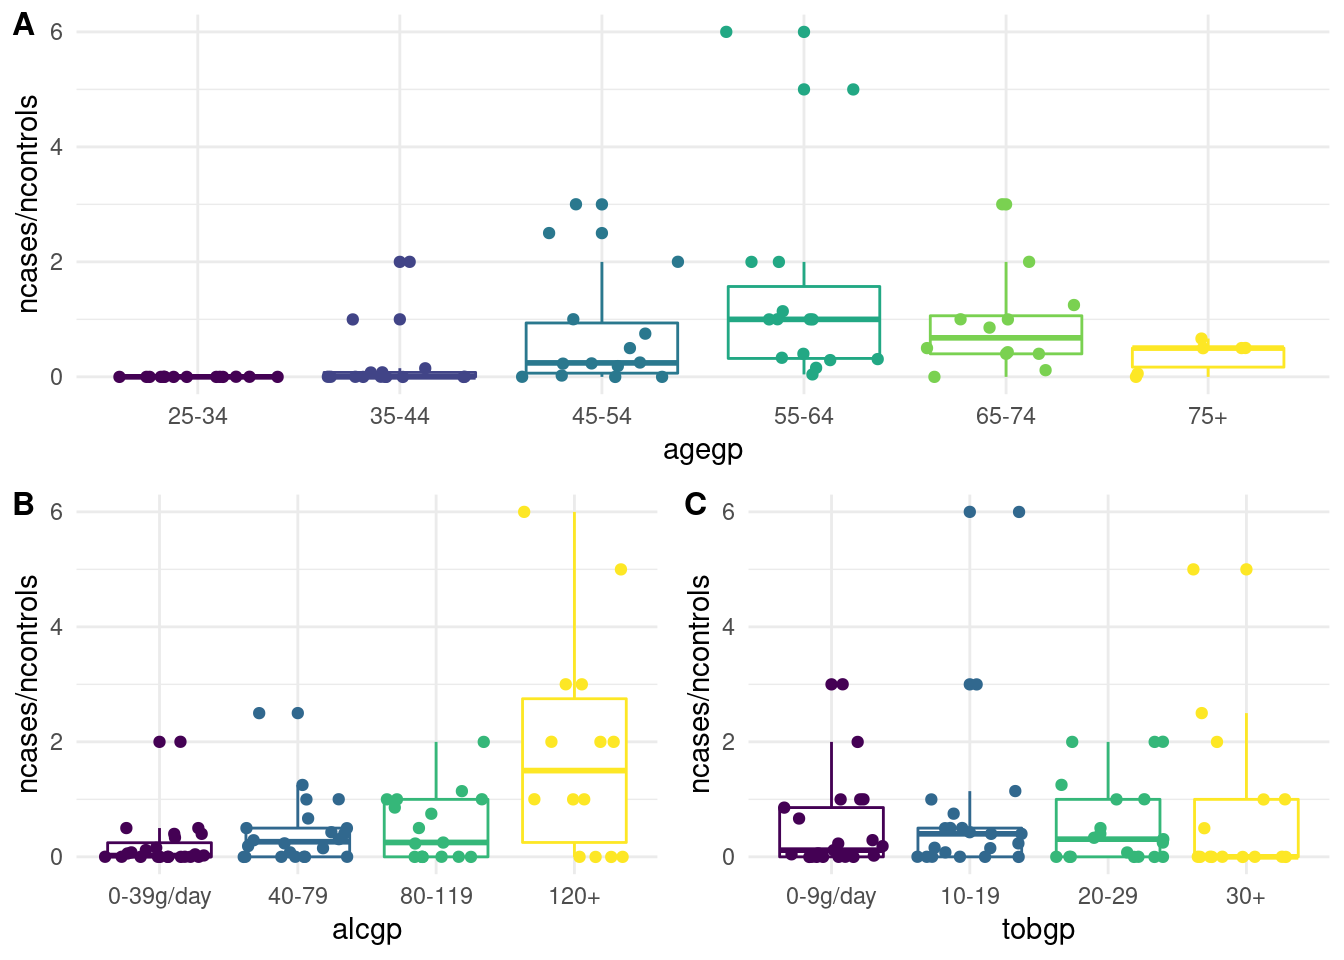 A
6
4
2
0
ncases/ncontrols
25-34 35-44 45-54 55-64 65-74 75+
agegp
B
6
4
2
0
ncases/ncontrols
0-39g/day 40-79 80-119 120+
alcgp
C
6
4
2
0
ncases/ncontrols
0-9g/day 10-19 20-29 30+
tobgp